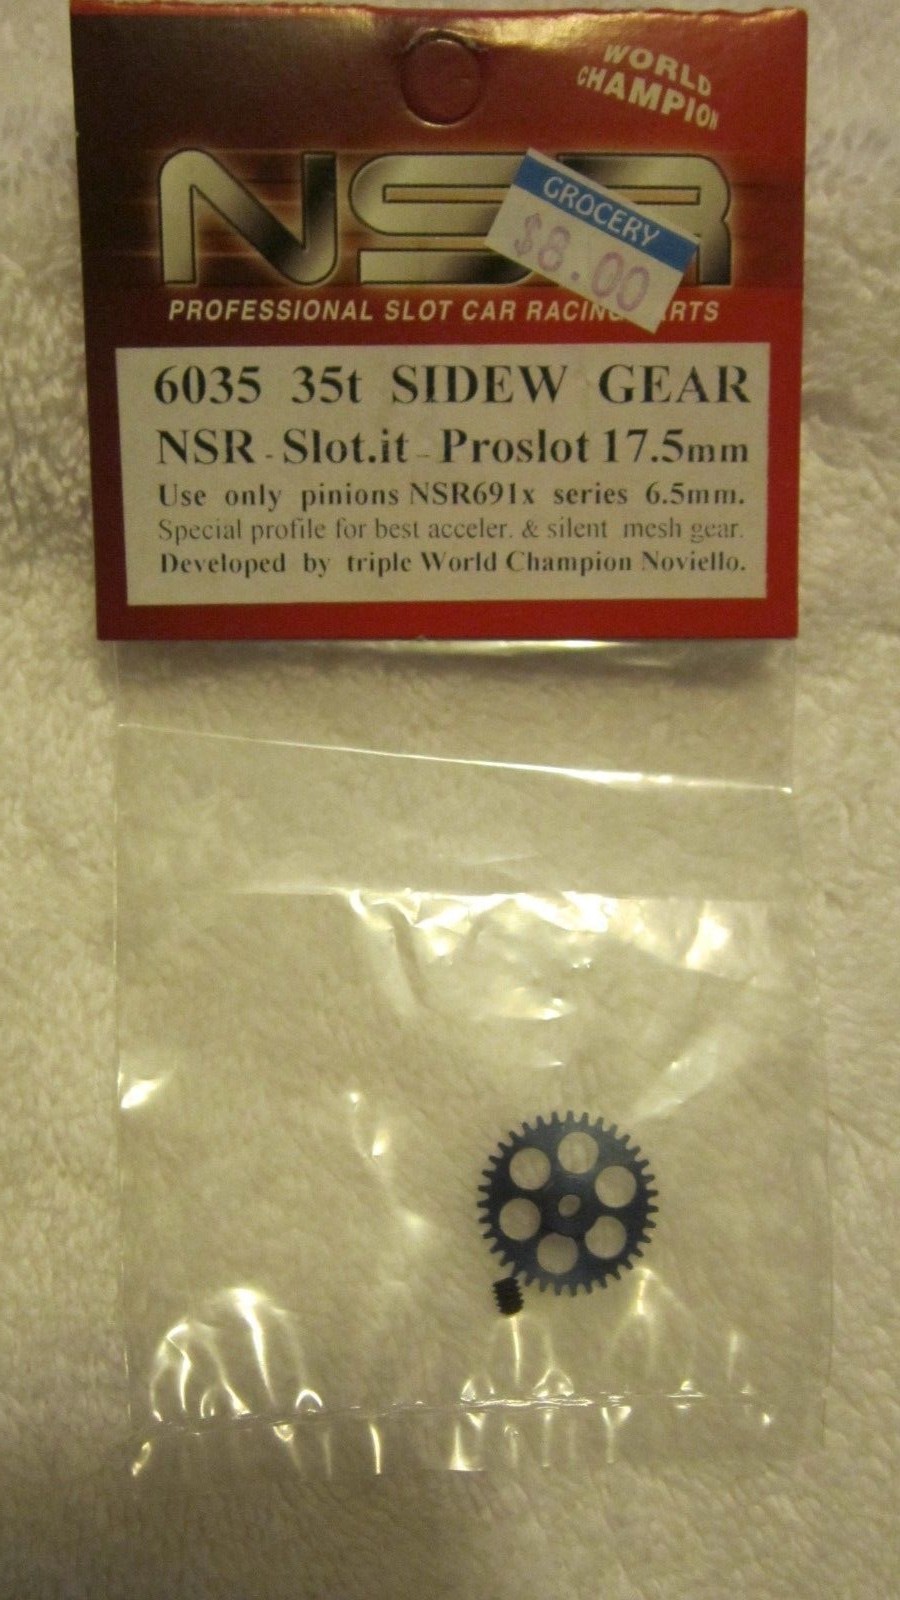 WORLD
CHAMPION
NSR
GROCERY
$8.00
PROFESSIONAL SLOT CAR RACING PARTS
6035 35t SIDEW GEAR
NSR - Slot.it - Proslot 17.5mm
Use only pinions NSR691x series 6.5mm.
Special profile for best acceler. & silent mesh gear.
Developed by triple World Champion Noviello.